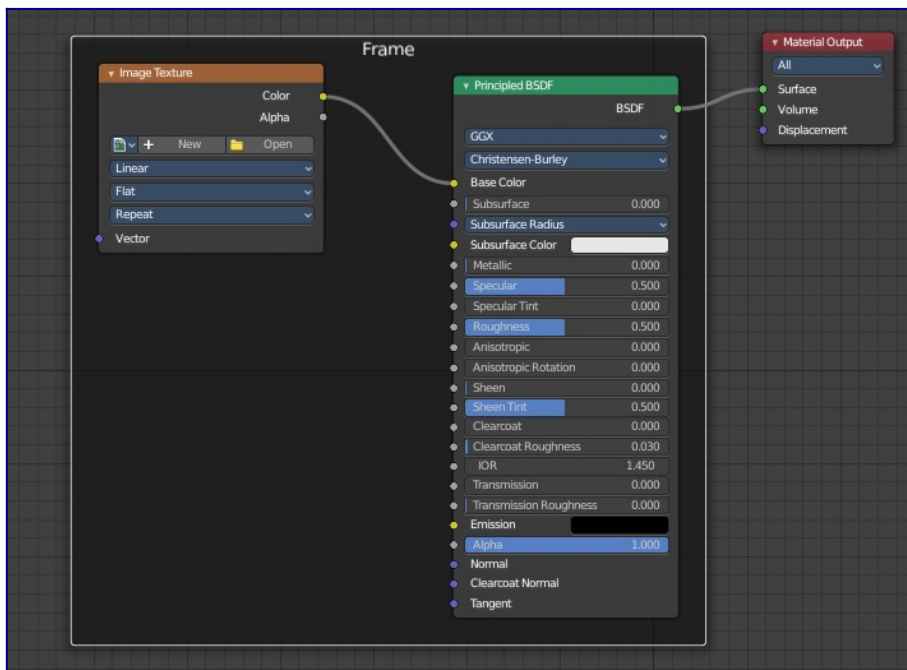 Frame
Image Texture
Color
Alpha
New Open
Linear
Flat
Repeat
Vector
Principled BSDF
BSDF
GGX
Christensen-Burley
Base Color
Subsurface 0.000
Subsurface Radius
Subsurface Color
Metallic 0.000
Specular 0.500
Specular Tint 0.000
Roughness 0.500
Anisotropic 0.000
Anisotropic Rotation 0.000
Sheen 0.000
Sheen Tint 0.500
Clearcoat 0.000
Clearcoat Roughness 0.030
IOR 1.450
Transmission 0.000
Transmission Roughness 0.000
Emission
Alpha 1.000
Normal
Clearcoat Normal
Tangent
Material Output
All
Surface
Volume
Displacement